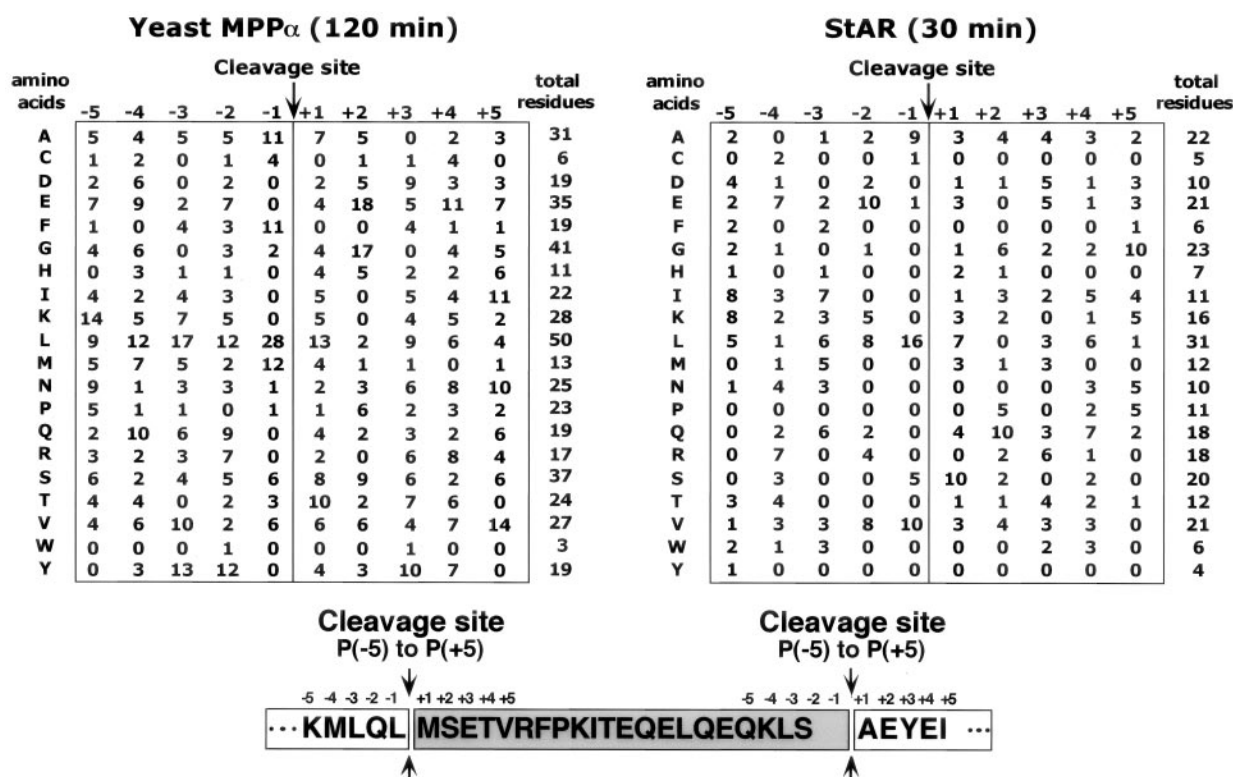 Yeast MPPα (120 min)
Cleavage site
amino acids -5 -4 -3 -2 -1 +1 +2 +3 +4 +5 total residues
A 5 4 5 5 11 7 5 0 2 3 31
C 1 2 0 1 4 0 1 1 4 0 6
D 2 6 0 2 0 2 5 9 3 3 19
E 7 9 2 7 0 4 18 5 11 7 35
F 1 0 4 3 11 0 0 4 1 1 19
G 4 6 0 3 2 4 17 0 4 5 41
H 0 3 1 1 0 4 5 2 2 6 11
I 4 2 4 3 0 5 0 5 4 11 22
K 14 5 7 5 0 5 0 4 5 2 28
L 9 12 17 12 28 13 2 9 6 4 50
M 5 7 5 2 12 4 1 1 0 1 13
N 9 1 3 3 1 2 3 6 8 10 25
P 5 1 1 0 1 1 6 2 3 2 23
Q 2 10 6 9 0 4 2 3 2 6 19
R 3 2 3 7 0 2 0 6 8 4 17
S 6 2 4 5 6 8 9 6 2 6 37
T 4 4 0 2 3 10 2 7 6 0 24
V 4 6 10 2 6 6 6 4 7 14 27
W 0 0 0 1 0 0 0 1 0 0 3
Y 0 3 13 12 0 4 3 10 7 0 19
StAR (30 min)
Cleavage site
amino acids -5 -4 -3 -2 -1 +1 +2 +3 +4 +5 total residues
A 2 0 1 2 9 3 4 4 3 2 22
C 0 2 0 0 1 0 0 0 0 0 5
D 4 1 0 2 0 1 1 5 1 3 10
E 2 7 2 10 1 3 0 5 1 3 21
F 2 0 2 0 0 0 0 0 0 1 6
G 2 1 0 1 0 1 6 2 2 10 23
H 1 0 1 0 0 2 1 0 0 0 7
I 8 3 7 0 0 1 3 2 5 4 11
K 8 2 3 5 0 3 2 0 1 5 16
L 5 1 6 8 16 7 0 3 6 1 31
M 0 1 5 0 0 3 1 3 0 0 12
N 1 4 3 0 0 0 0 0 3 5 10
P 0 0 0 0 0 0 5 0 2 5 11
Q 0 2 6 2 0 4 10 3 7 2 18
R 0 7 0 4 0 0 2 6 1 0 18
S 0 3 0 0 5 10 2 0 2 0 20
T 3 4 0 0 0 1 1 4 2 1 12
V 1 3 3 8 10 3 4 3 3 0 21
W 2 1 3 0 0 0 0 2 3 0 6
Y 1 0 0 0 0 0 0 0 0 0 4
Cleavage site
P(-5) to P(+5)
Cleavage site
P(-5) to P(+5)
-5 -4 -3 -2 -1 +1 +2 +3 +4 +5 -5 -4 -3 -2 -1 +1 +2 +3 +4 +5
··· KMLQL MSETVRFPKITEQELQEQKLS AEYEI ···